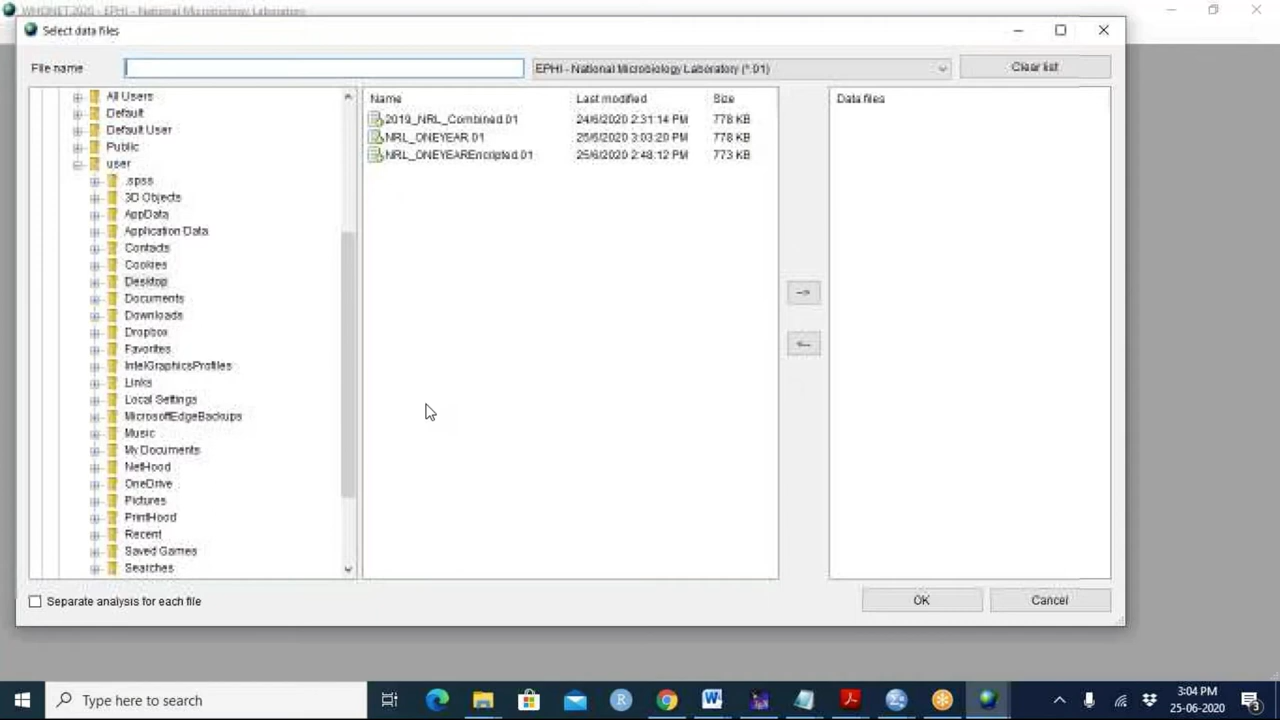 WHONET 2020 - EPHI - National Microbiology Laboratory
Select data files
File name
EPHI - National Microbiology Laboratory (*.01)
Clear list
All Users
Default
Default User
Public
user
.spss
3D Objects
AppData
Application Data
Contacts
Cookies
Desktop
Documents
Downloads
Dropbox
Favorites
IntelGraphicsProfiles
Links
Local Settings
MicrosoftEdgeBackups
Music
My Documents
NetHood
OneDrive
Pictures
PrintHood
Recent
Saved Games
Searches
Name Last modified Size
2019_NRL_Combined.01 24/6/2020 2:31:14 PM 778 KB
NRL_ONEYEAR.01 25/6/2020 3:03:20 PM 778 KB
NRL_ONEYEAREncripted.01 25/6/2020 2:48:12 PM 773 KB
Data files
-->
<--
Separate analysis for each file
OK
Cancel
Type here to search
R
W
3:04 PM
25-06-2020
3